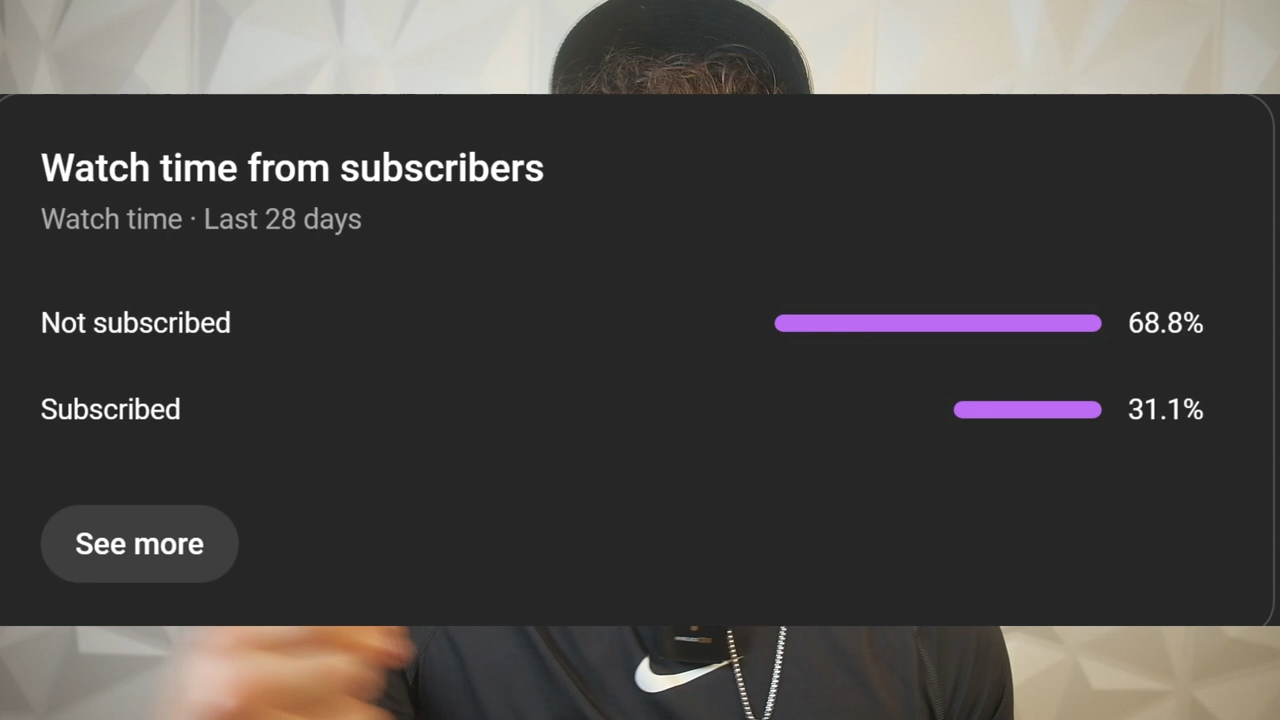 Watch time from subscribers
Watch time · Last 28 days
Not subscribed 68.8%
Subscribed 31.1%
See more